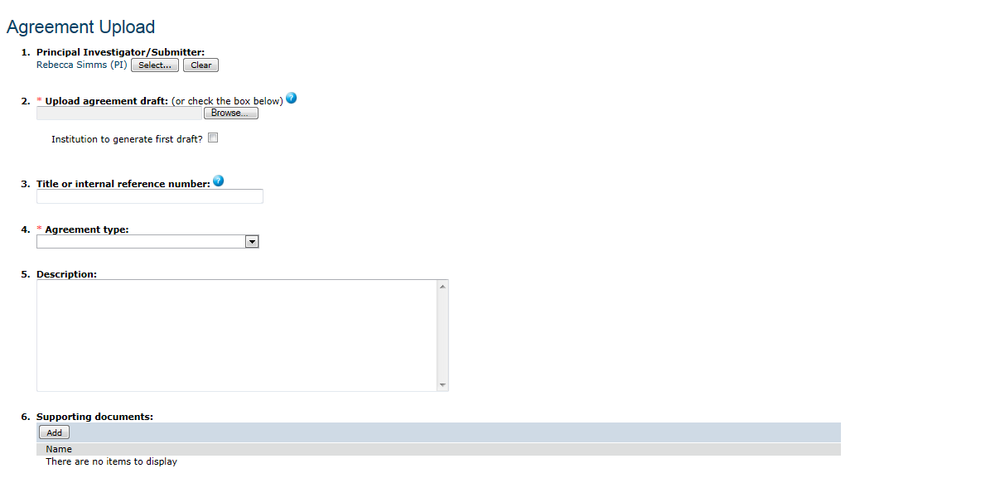 Agreement Upload
1. Principal Investigator/Submitter:
Rebecca Simms (PI) Select... Clear
2. * Upload agreement draft: (or check the box below) ?
Browse...
Institution to generate first draft?
3. Title or internal reference number: ?
4. * Agreement type:
5. Description:
6. Supporting documents:
Add
Name
There are no items to display